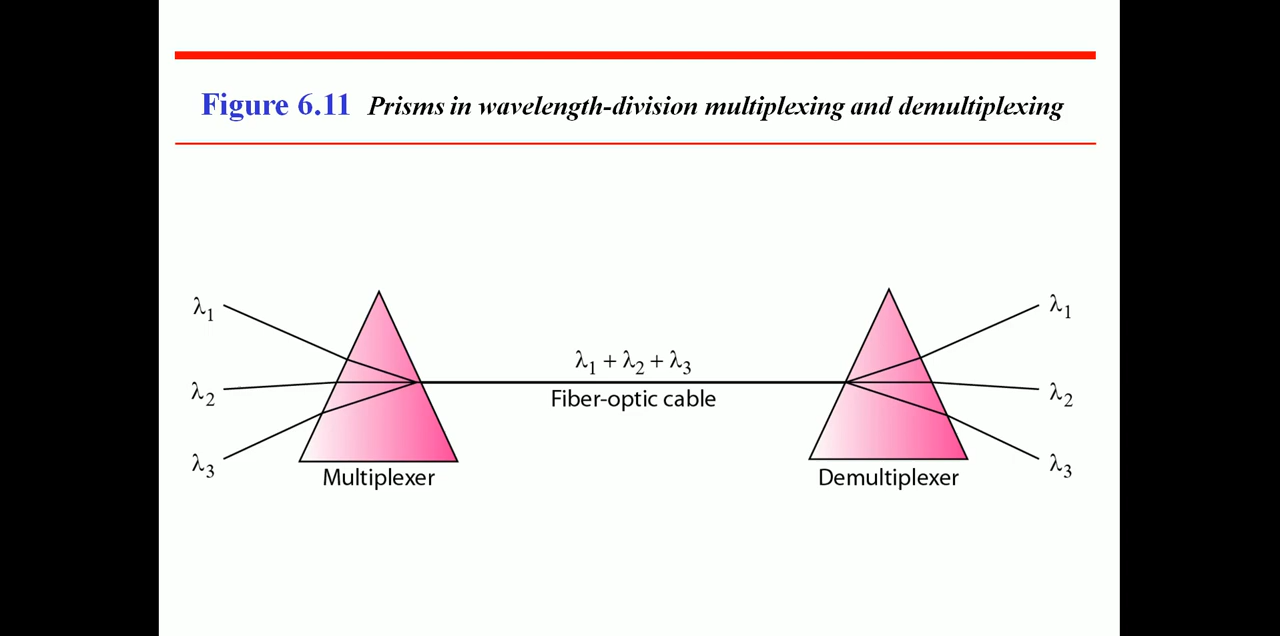 Figure 6.11 Prisms in wavelength-division multiplexing and demultiplexing
λ1
λ2
λ3
Multiplexer
λ1 + λ2 + λ3
Fiber-optic cable
Demultiplexer
λ1
λ2
λ3